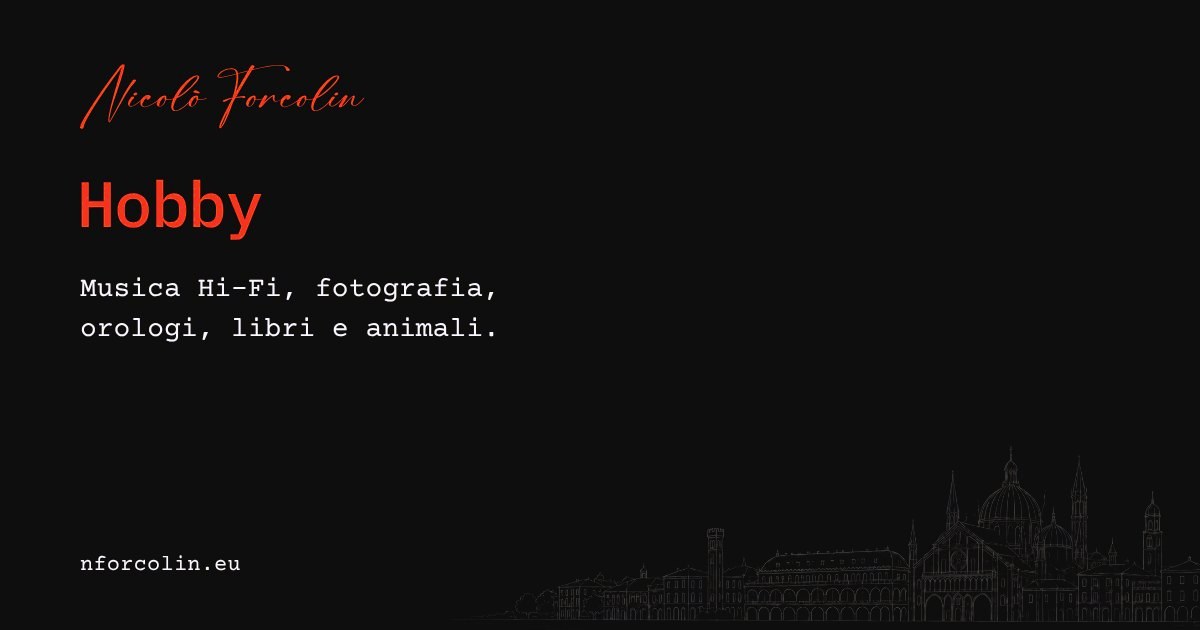 Nicolò Forcolin
Hobby
Musica Hi-Fi, fotografia,
orologi, libri e animali.
nforcolin.eu